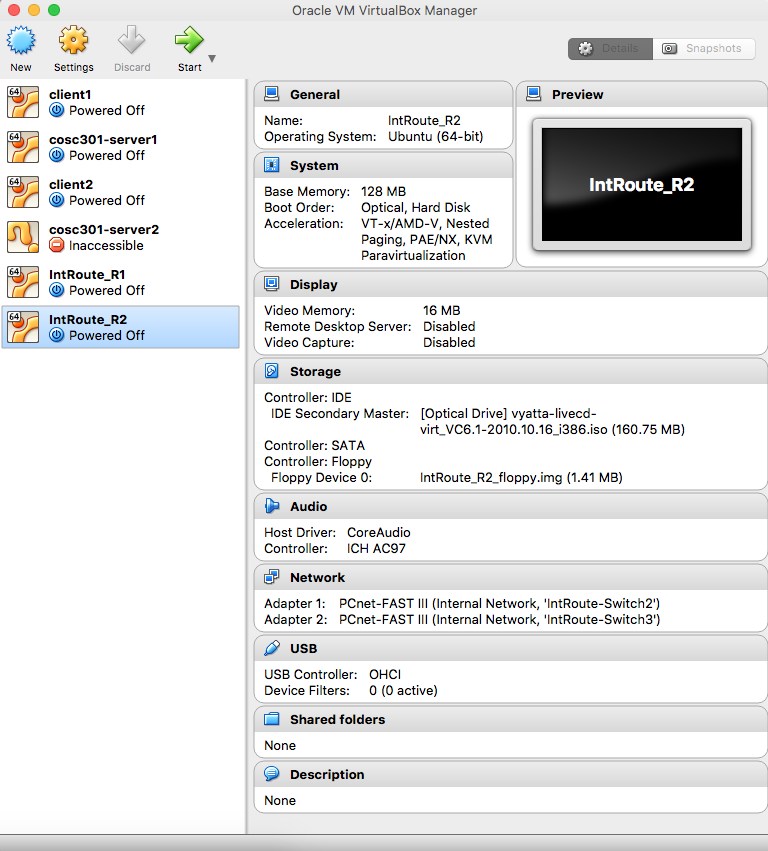 Oracle VM VirtualBox Manager
New
Settings
Discard
Start
Details
Snapshots
64
client1
Powered Off
64
cosc301-server1
Powered Off
64
client2
Powered Off
cosc301-server2
Inaccessible
64
IntRoute_R1
Powered Off
64
IntRoute_R2
Powered Off
General
Name: IntRoute_R2
Operating System: Ubuntu (64-bit)
Preview
IntRoute_R2
System
Base Memory: 128 MB
Boot Order: Optical, Hard Disk
Acceleration: VT-x/AMD-V, Nested
Paging, PAE/NX, KVM
Paravirtualization
Display
Video Memory: 16 MB
Remote Desktop Server: Disabled
Video Capture: Disabled
Storage
Controller: IDE
IDE Secondary Master: [Optical Drive] vyatta-livecd-
virt_VC6.1-2010.10.16_i386.iso (160.75 MB)
Controller: SATA
Controller: Floppy
Floppy Device 0: IntRoute_R2_floppy.img (1.41 MB)
Audio
Host Driver: CoreAudio
Controller: ICH AC97
Network
Adapter 1: PCnet-FAST III (Internal Network, 'IntRoute-Switch2')
Adapter 2: PCnet-FAST III (Internal Network, 'IntRoute-Switch3')
USB
USB Controller: OHCI
Device Filters: 0 (0 active)
Shared folders
None
Description
None